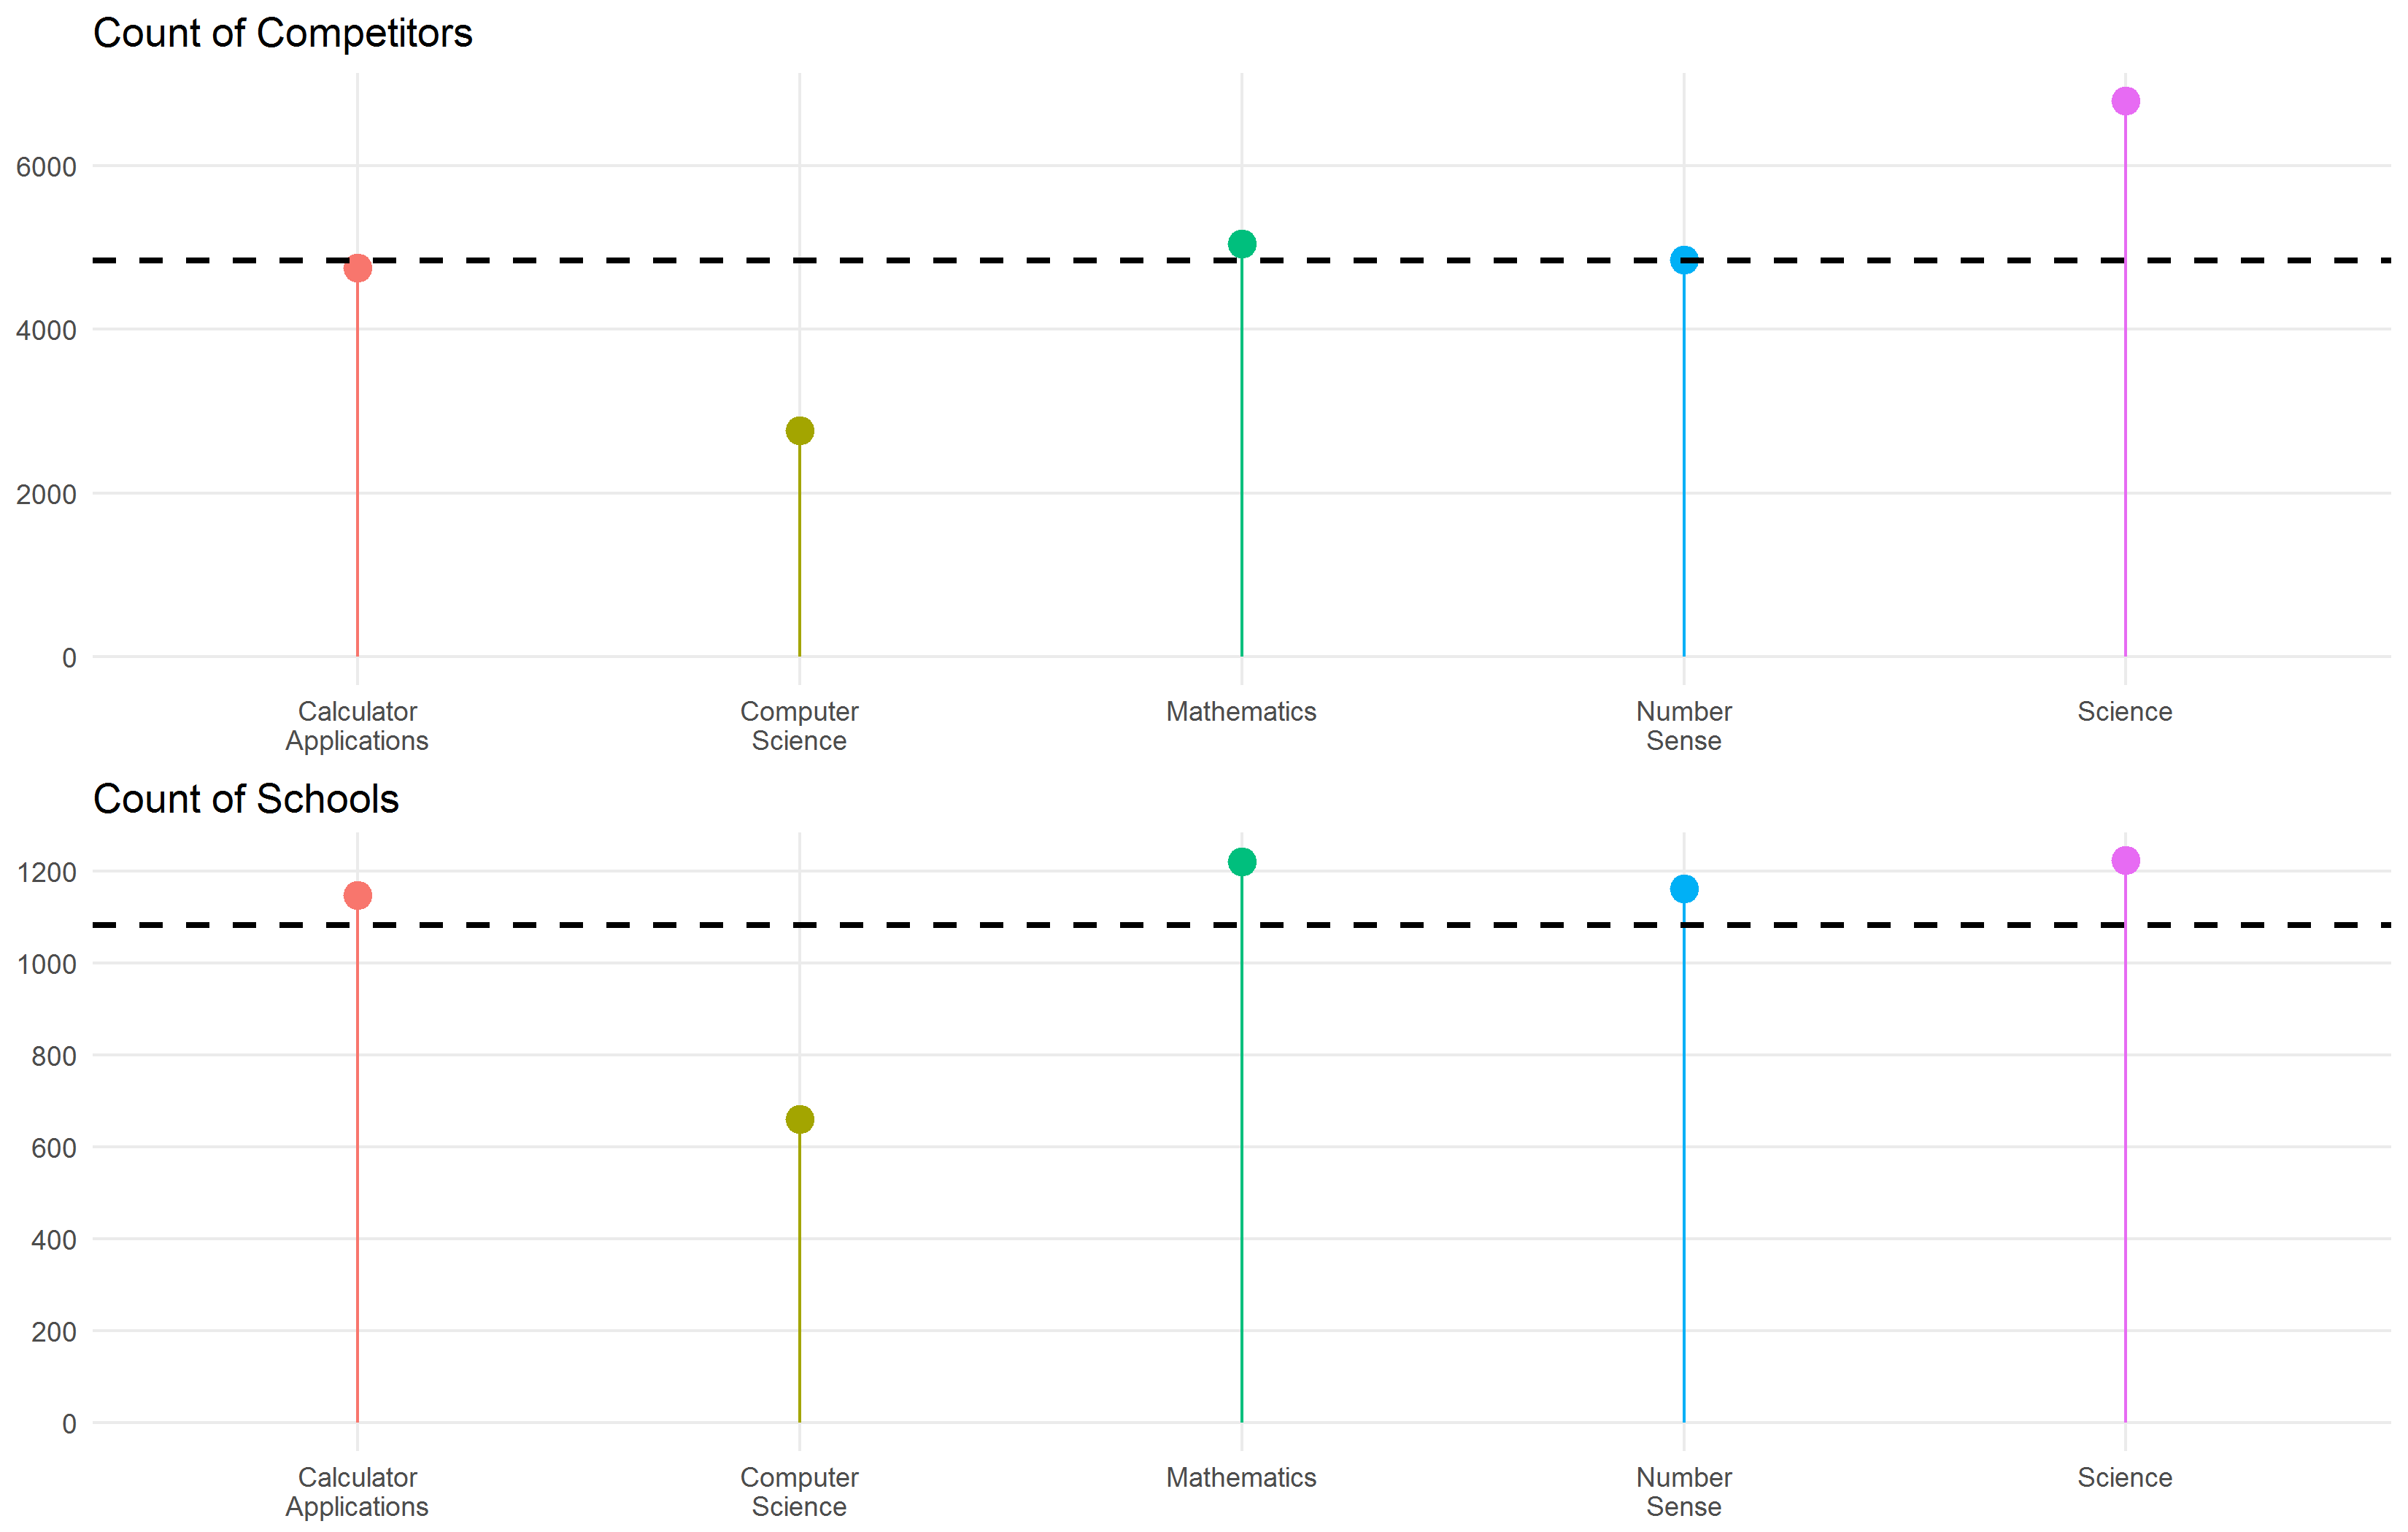 Count of Competitors
6000
4000
2000
0
Calculator
Applications
Computer
Science
Mathematics
Number
Sense
Science
Count of Schools
1200
1000
800
600
400
200
0
Calculator
Applications
Computer
Science
Mathematics
Number
Sense
Science